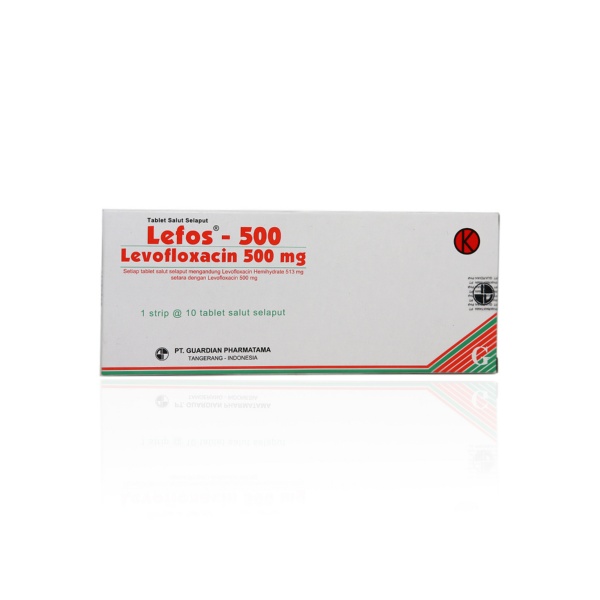 Tablet Salut Selaput
Lefos® - 500
Levofloxacin 500 mg
Setiap tablet salut selaput mengandung Levofloxacin Hemihydrate 513 mg
setara dengan Levofloxacin 500 mg
1 strip @ 10 tablet salut selaput
PT. GUARDIAN PHARMATAMA
TANGERANG - INDONESIA
K
G